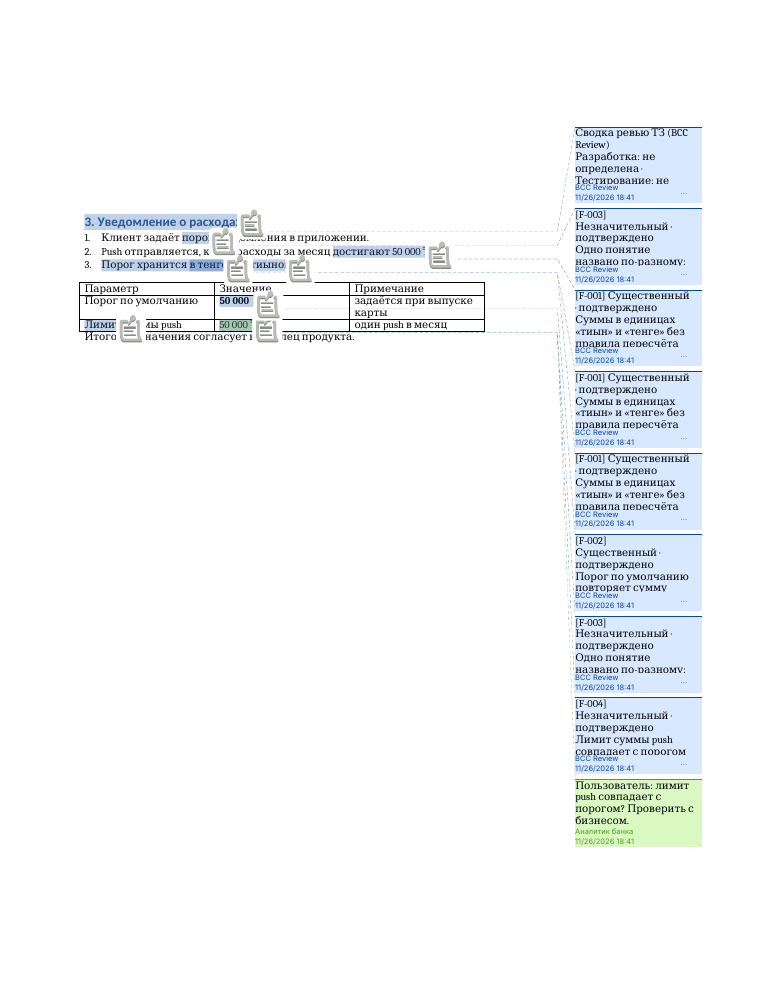 3. Уведомление о расхода
1. Клиент задаёт в приложении.
2. Push отправляется, расходы за месяц достигают 50 000
3. Порог хранится в
Параметр Значение Примечание
Порог по умолчанию 50 000 задаётся при выпуске
карты
push 50 000 один push в месяц
Итого согласует продукта.
Сводка ревью ТЗ (BCC
Review)
Разработка: не
определена ·
Тестирование: не
BCC Review ...
11/26/2026 18:41
[F-003]
Незначительный ·
подтверждено
Одно понятие
названо по-разному:
BCC Review ...
11/26/2026 18:41
[F-001] Существенный
· подтверждено
Суммы в единицах
«тиын» и «тенге» без
правила пересчёта
BCC Review ...
11/26/2026 18:41
[F-001] Существенный
· подтверждено
Суммы в единицах
«тиын» и «тенге» без
правила пересчёта
BCC Review ...
11/26/2026 18:41
[F-001] Существенный
· подтверждено
Суммы в единицах
«тиын» и «тенге» без
правила пересчёта
BCC Review ...
11/26/2026 18:41
[F-002]
Существенный ·
подтверждено
Порог по умолчанию
повторяет сумму
BCC Review ...
11/26/2026 18:41
[F-003]
Незначительный ·
подтверждено
Одно понятие
названо по-разному:
BCC Review ...
11/26/2026 18:41
[F-004]
Незначительный ·
подтверждено
Лимит суммы push
совпадает с порогом
BCC Review ...
11/26/2026 18:41
Пользователь: лимит
push совпадает с
порогом? Проверить с
бизнесом.
Аналитик банка
11/26/2026 18:41